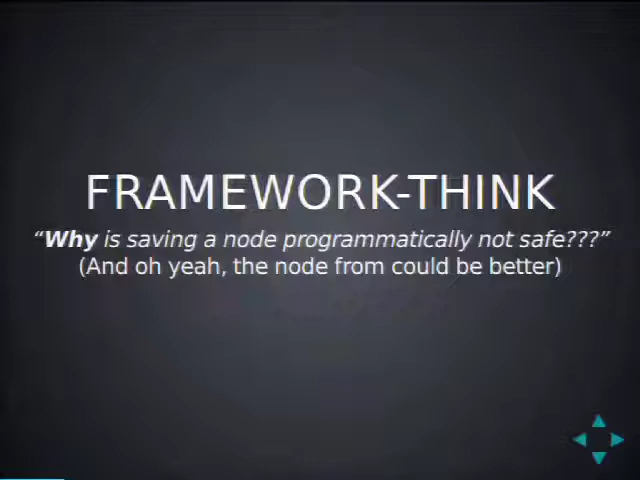 FRAMEWORK-THINK
“Why is saving a node programmatically not safe???”
(And oh yeah, the node from could be better)